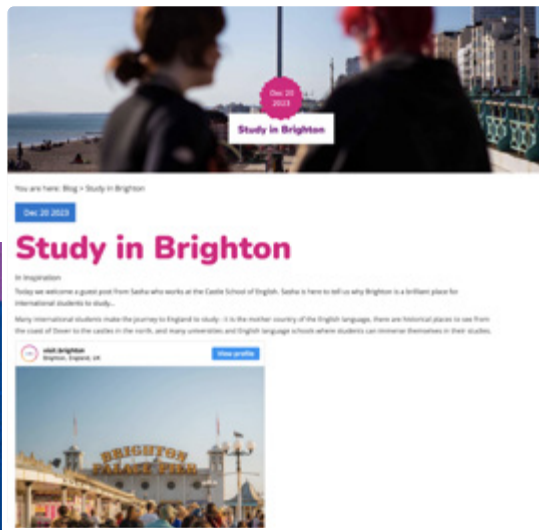 Dec 20
2023
Study in Brighton
You are here: Blog > Study in Brighton
Dec 20 2023
Study in Brighton
In Inspiration
Today we welcome a guest post from Sasha who works at the Castle School of English. Sasha is here to tell us why Brighton is a brilliant place for
international students to study...
Many international students make the journey to England to study - it is the mother country of the English language, there are historical places to see from
the coast of Dover to the castles in the north, and many universities and English language schools where students can immerse themselves in their studies.
visit.brighton
View profile
Brighton, England, UK
BRIGHTON
PALACE PIER